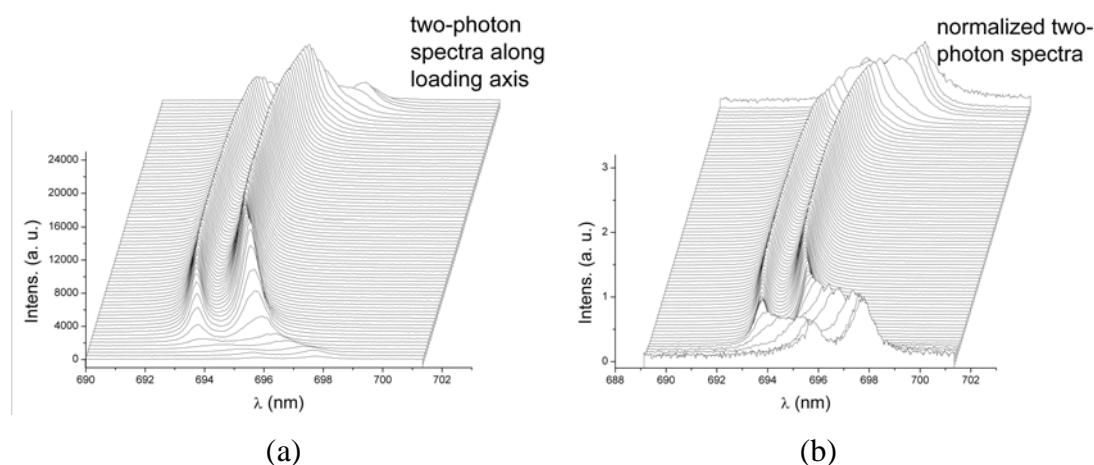 two-photon
spectra along
loading axis
24000
20000
16000
12000
8000
4000
0
Intens. (a. u.)
690 692 694 696 698 700 702
λ (nm)
(a)
normalized two-
photon spectra
3
2
1
0
Intens. (a. u.)
688 690 692 694 696 698 700 702
λ (nm)
(b)